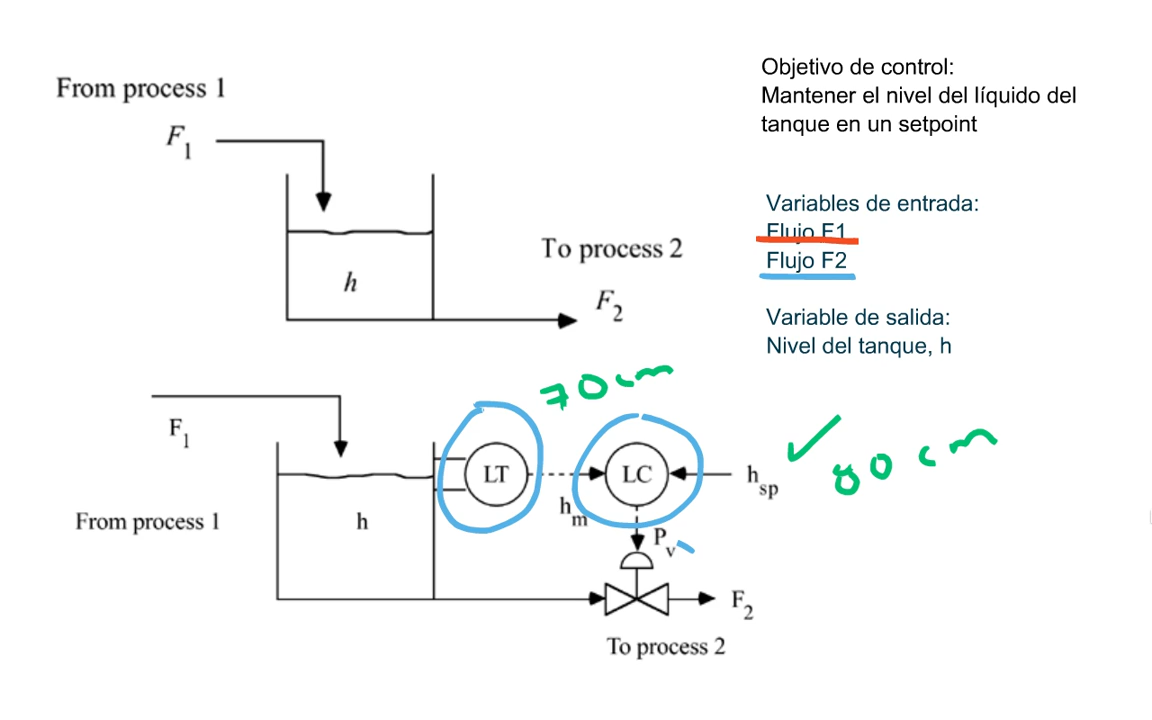 From process 1
F1
h
To process 2
F2
Objetivo de control:
Mantener el nivel del líquido del
tanque en un setpoint
Variables de entrada:
Flujo F1
Flujo F2
Variable de salida:
Nivel del tanque, h
70 cm
80 cm
F1
From process 1
h
LT
hm
LC
hsp
Pv
F2
To process 2